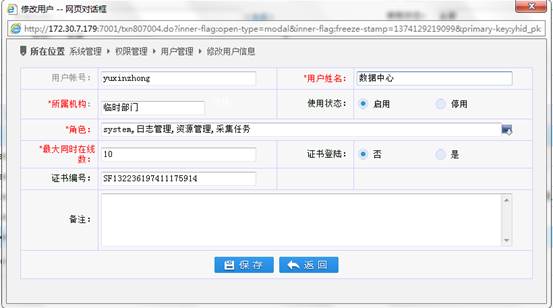 修改用户 -- 网页对话框
http://172.30.7.179:7001/txn807004.do?inner-flag:open-type=modal&inner-flag:freeze-stamp=1374129219099&primary-key:yhid_pk
所在位置 系统管理 权限管理 用户管理 修改用户信息
用户帐号: yuxinzhong *用户姓名: 数据中心
*所属机构: 临时部门 使用状态: 启用 停用
*角色: system,日志管理,资源管理,采集任务
*最大同时在线数: 10 证书登陆: 否 是
证书编号: SF132236197411175914
备注:
保存 返回